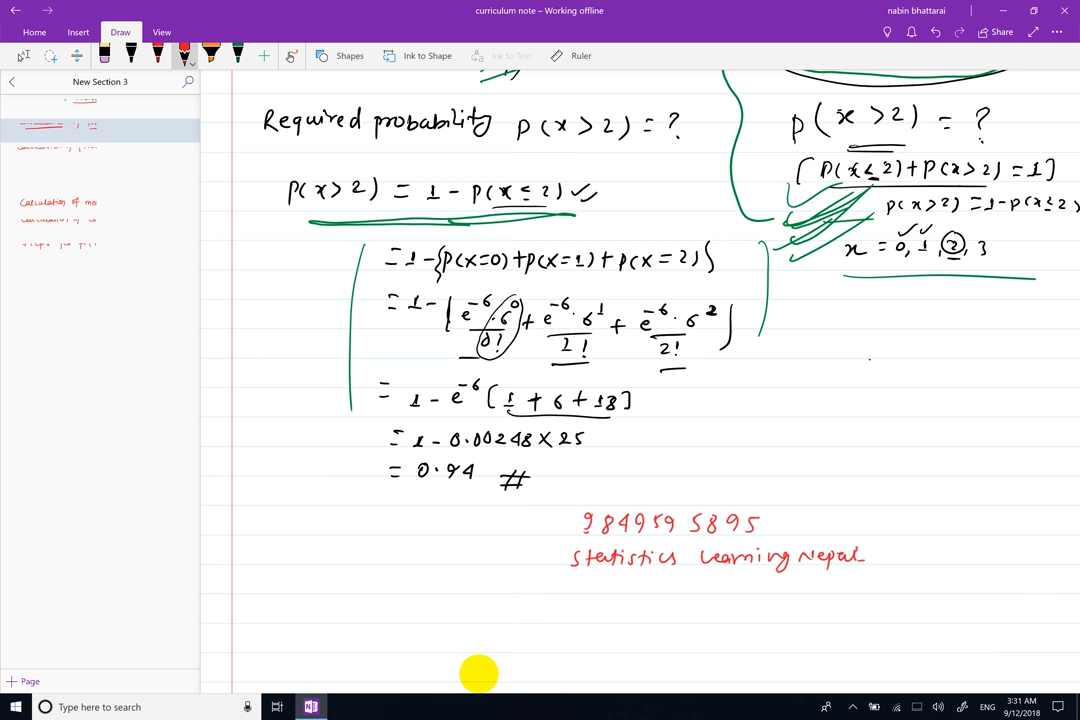 curriculum note – Working offline
nabin bhattarai
Home Insert Draw View
Share
Shapes
Ink to Shape
Ink to Text
Ruler
New Section 3
Calculation of
+ Page
Required probability P(x > 2) = ?
P(x > 2) = 1 - P(x ≤ 2) ✓
= 1 - {P(X=0) + P(X=1) + P(X=2)}
= 1 - { e^-6 . 6^0 / 0! + e^-6 . 6^1 / 1! + e^-6 . 6^2 / 2! }
= 1 - e^-6 [1 + 6 + 18]
= 1 - 0.00248 × 25
= 0.94 #
P(x > 2) = ?
[P(x ≤ 2) + P(x > 2) = 1]
P(x > 2) = 1 - P(x ≤ 2)
x = 0, 1, 2, 3
9849595895
Statistics Learning Nepal
Type here to search
ENG
3:31 AM
9/12/2018